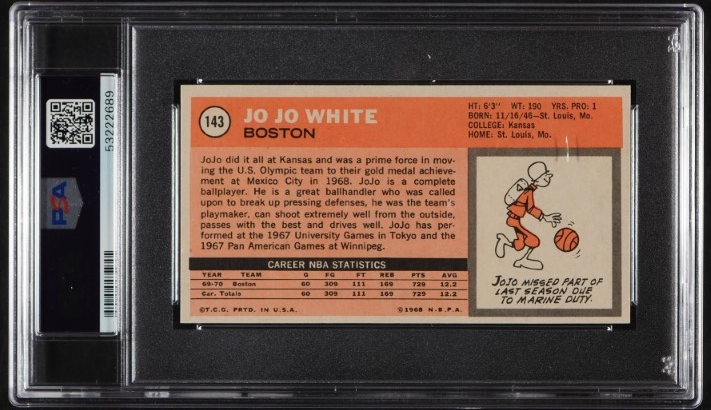 PSA
53222689
143
JO JO WHITE
BOSTON
HT: 6'3" WT: 190 YRS. PRO: 1
BORN: 11/16/46—St. Louis, Mo.
COLLEGE: Kansas
HOME: St. Louis, Mo.
JoJo did it all at Kansas and was a prime force in mov-
ing the U.S. Olympic team to their gold medal achieve-
ment at Mexico City in 1968. JoJo is a complete
ballplayer. He is a great ballhandler who was called
upon to break up pressing defenses, he was the team's
playmaker, can shoot extremely well from the outside,
passes with the best and drives well. JoJo has per-
formed at the 1967 University Games in Tokyo and the
1967 Pan American Games at Winnipeg.
CAREER NBA STATISTICS
YEAR TEAM G FG FT REB PTS AVG
69-70 Boston 60 309 111 169 729 12.2
Car. Totals 60 309 111 169 729 12.2
©T.C.G. PRTD. IN U.S.A. ©1968 N.B.P.A.
JOJO MISSED PART OF
LAST SEASON DUE
TO MARINE DUTY.